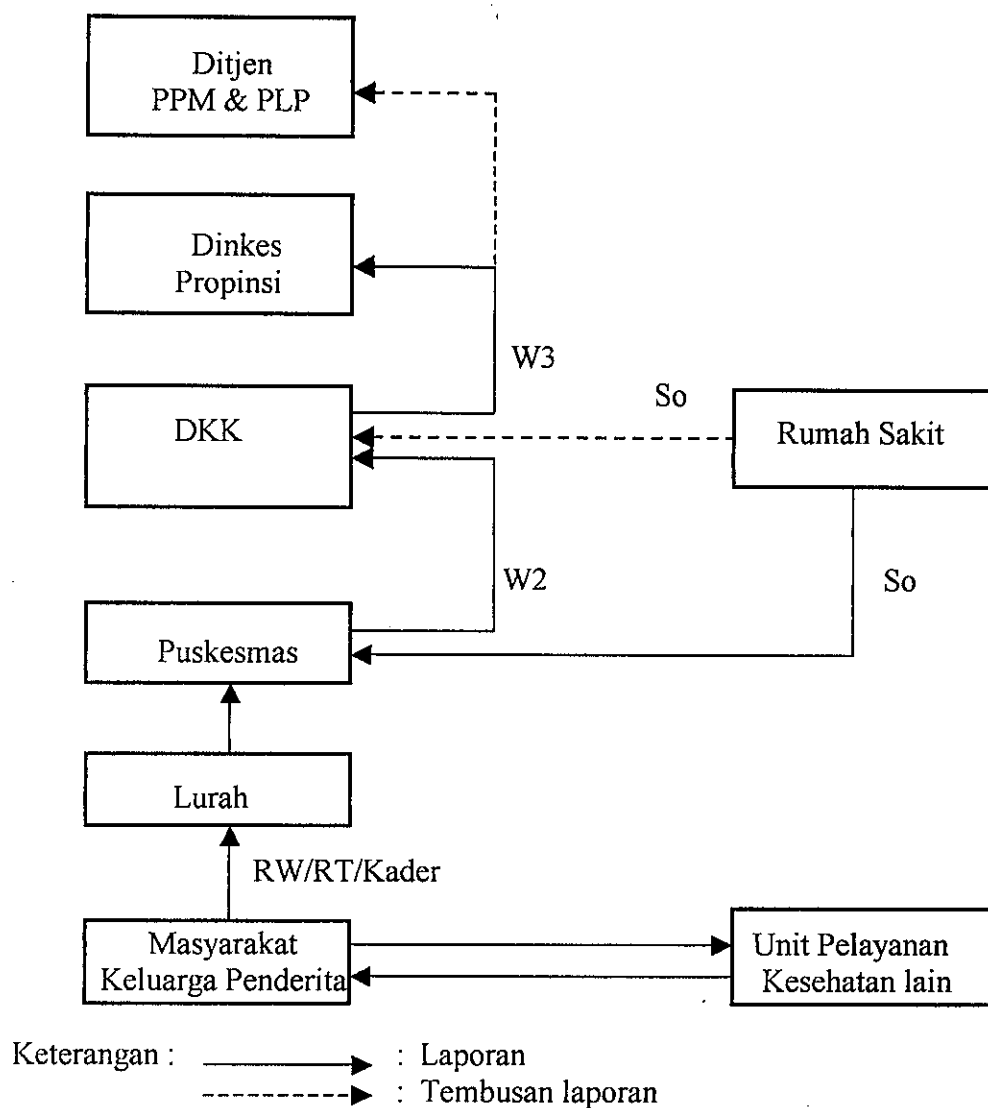 Ditjen
PPM & PLP
Dinkes
Propinsi
W3
So
DKK
Rumah Sakit
W2
So
Puskesmas
Lurah
RW/RT/Kader
Masyarakat
Keluarga Penderita
Unit Pelayanan
Kesehatan lain
Keterangan :
: Laporan
: Tembusan laporan